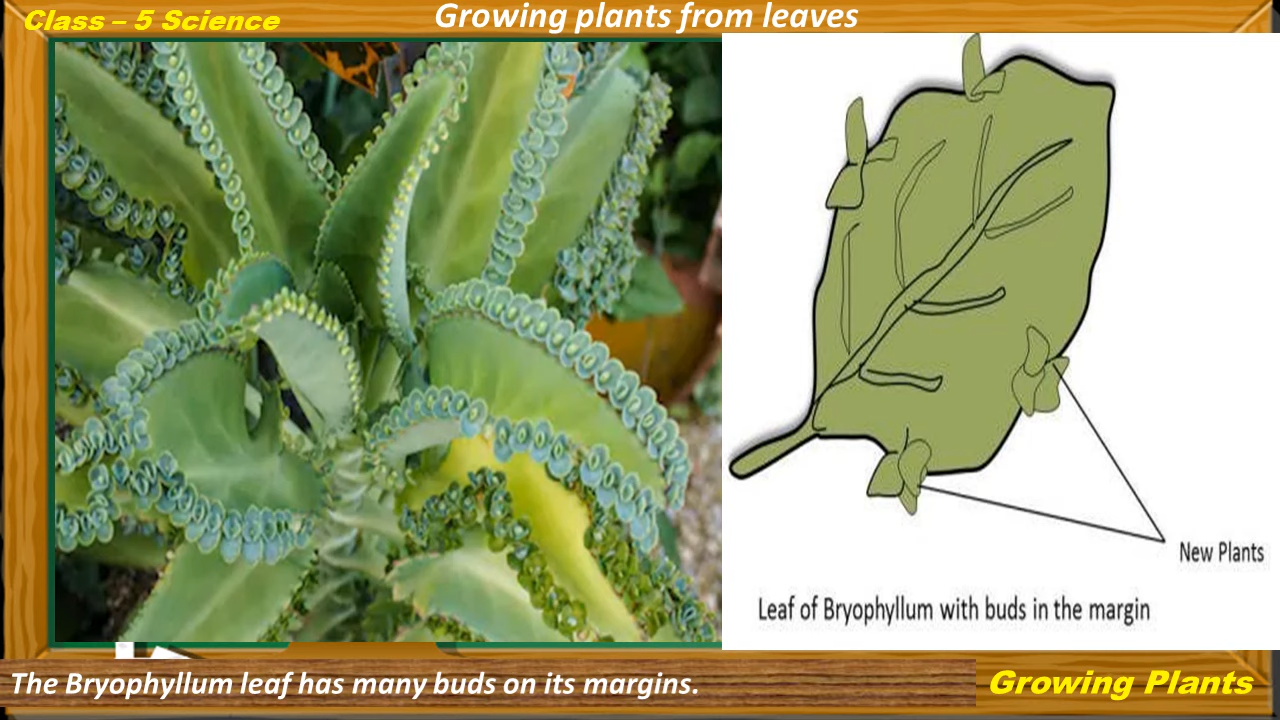 Class – 5 Science
Growing plants from leaves
New Plants
Leaf of Bryophyllum with buds in the margin
The Bryophyllum leaf has many buds on its margins.
Growing Plants